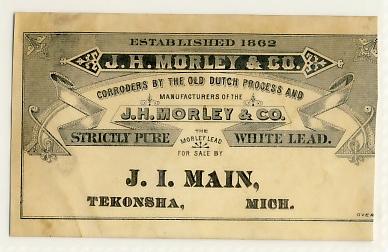 ESTABLISHED 1862
J. H. MORLEY & CO.
CORRODERS BY THE OLD DUTCH PROCESS AND
MANUFACTURERS OF THE
J. H. MORLEY & CO.
STRICTLY PURE WHITE LEAD.
THE
MORLEY LEAD
FOR SALE BY
J. I. MAIN,
TEKONSHA, MICH.
OVER